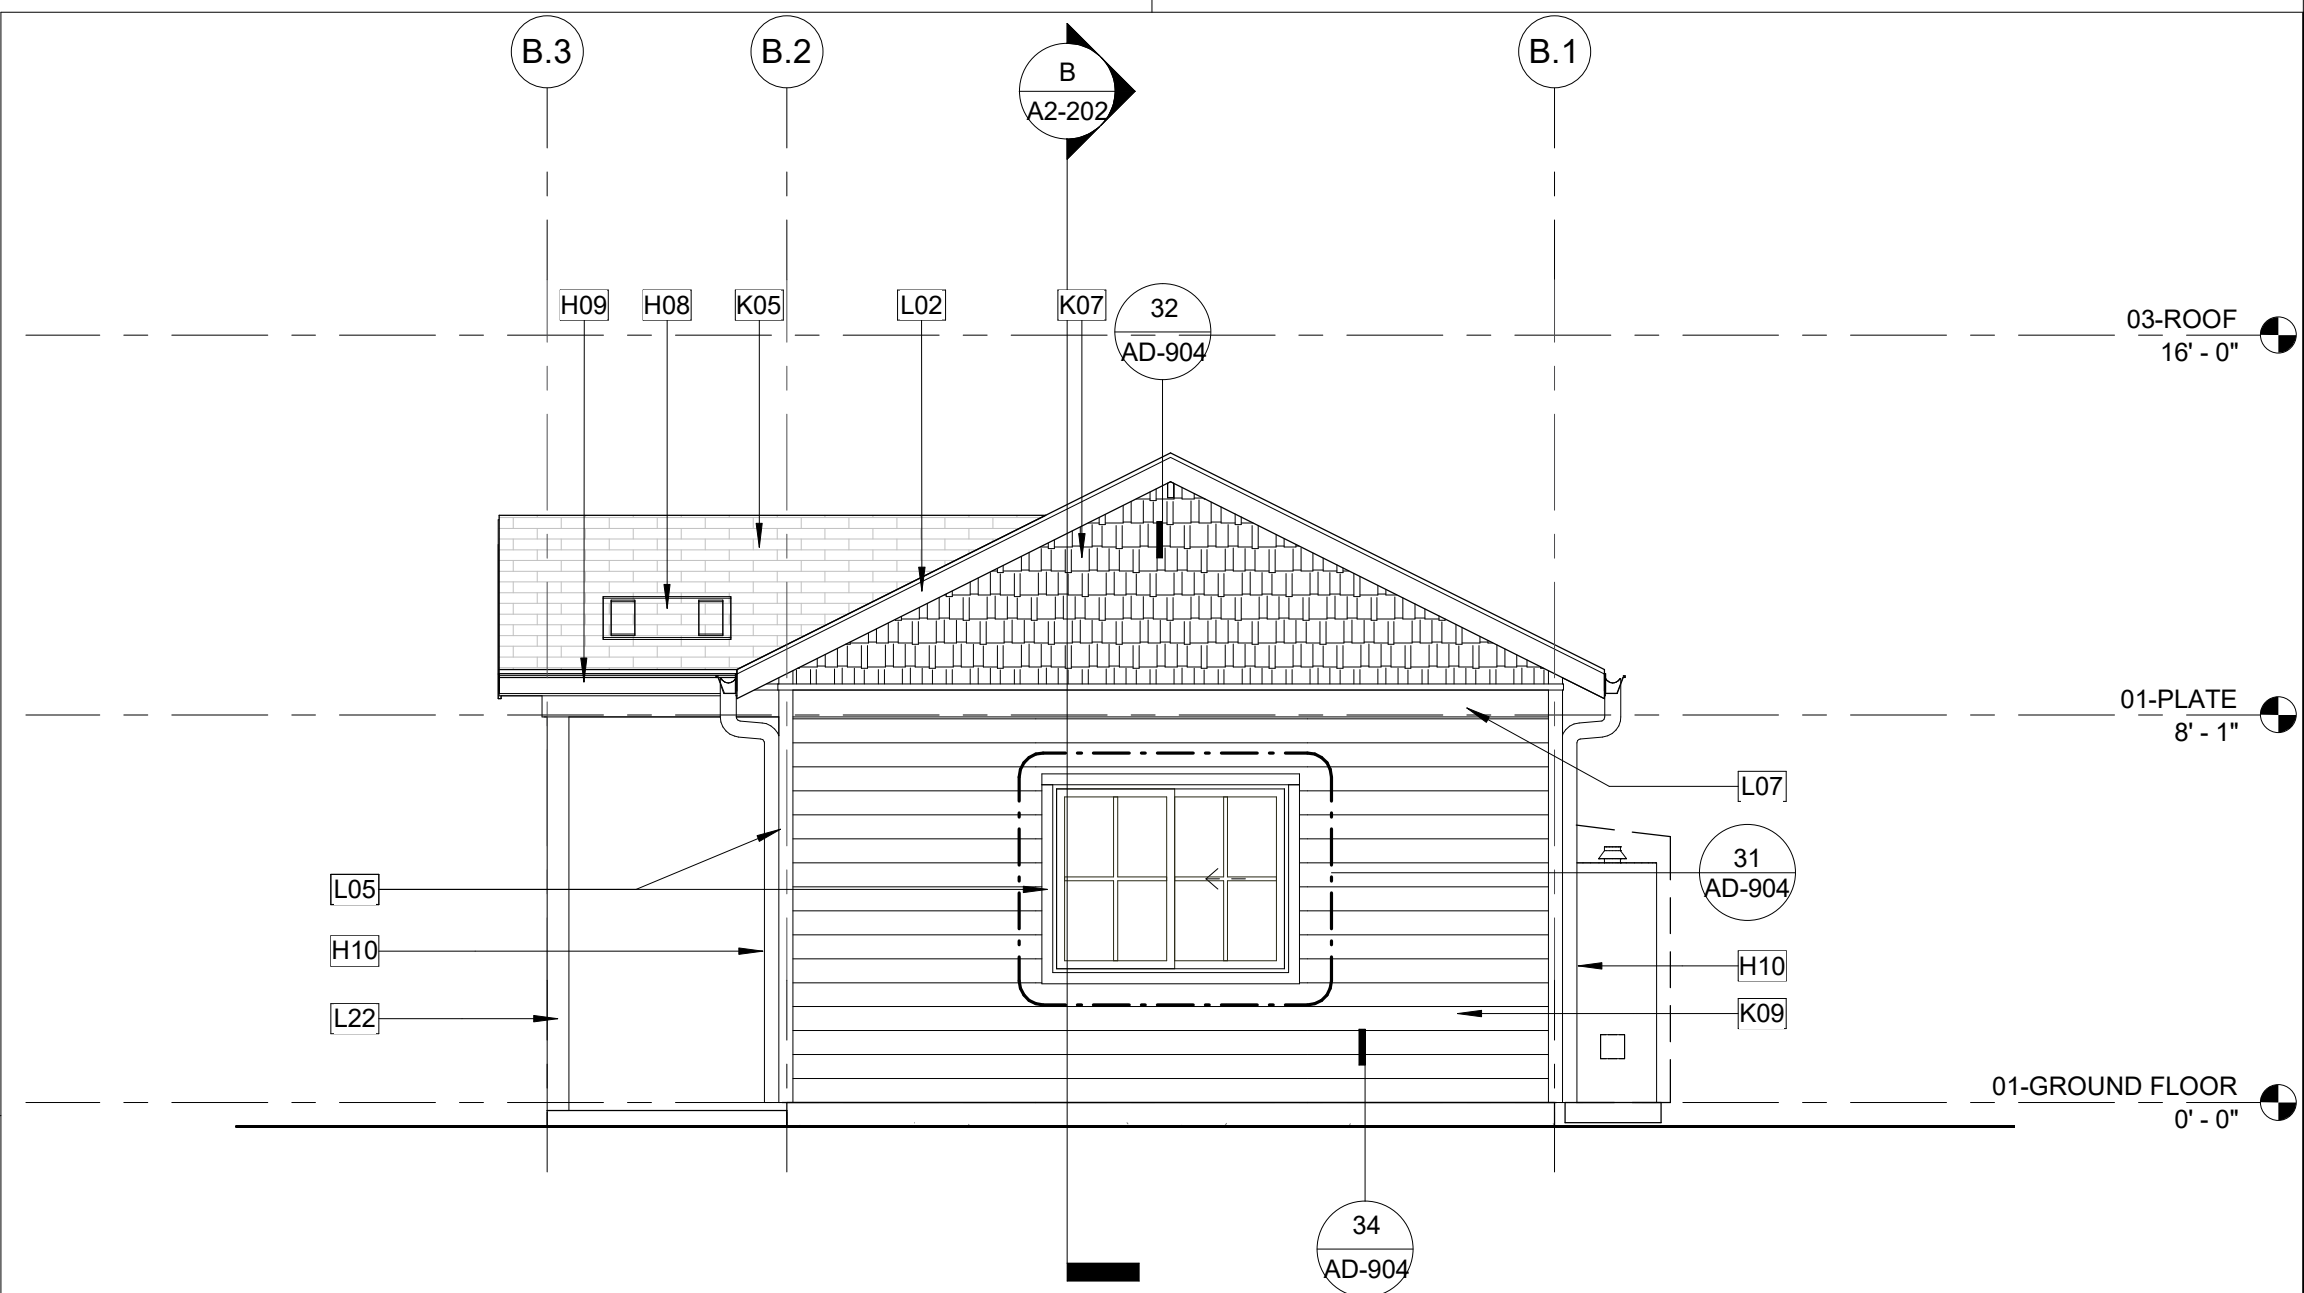 B.3
B.2
B
A2-202
B.1
H09
H08
K05
L02
K07
32
AD-904
03-ROOF
16' - 0"
01-PLATE
8' - 1"
L07
31
AD-904
L05
H10
H10
L22
K09
01-GROUND FLOOR
0' - 0"
34
AD-904